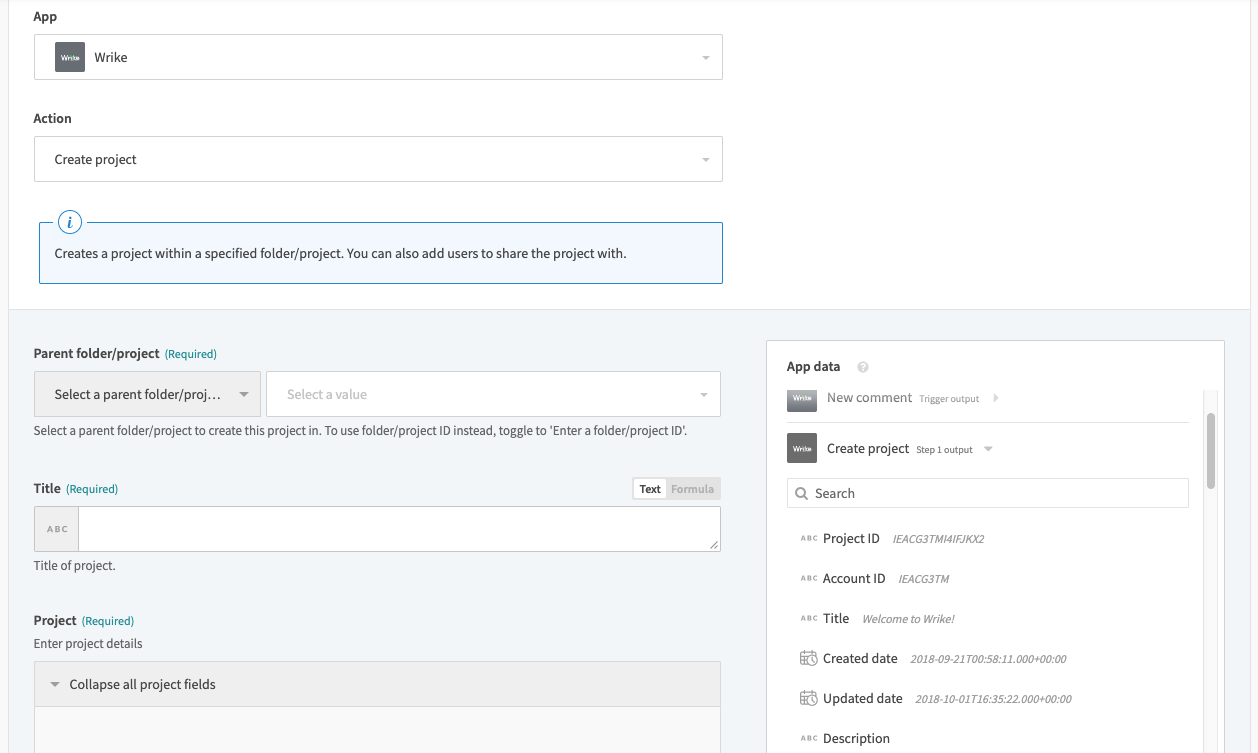 App
Wrike Wrike
Action
Create project
i
Creates a project within a specified folder/project. You can also add users to share the project with.
Parent folder/project (Required)
Select a parent folder/proj... Select a value
Select a parent folder/project to create this project in. To use folder/project ID instead, toggle to 'Enter a folder/project ID'.
Title (Required) Text Formula
ABC
Title of project.
Project (Required)
Enter project details
Collapse all project fields
App data ?
Wrike New comment Trigger output
Wrike Create project Step 1 output
Search
ABC Project ID IEACG3TMI4IFJKX2
ABC Account ID IEACG3TM
ABC Title Welcome to Wrike!
Created date 2018-09-21T00:58:11.000+00:00
Updated date 2018-10-01T16:35:22.000+00:00
ABC Description